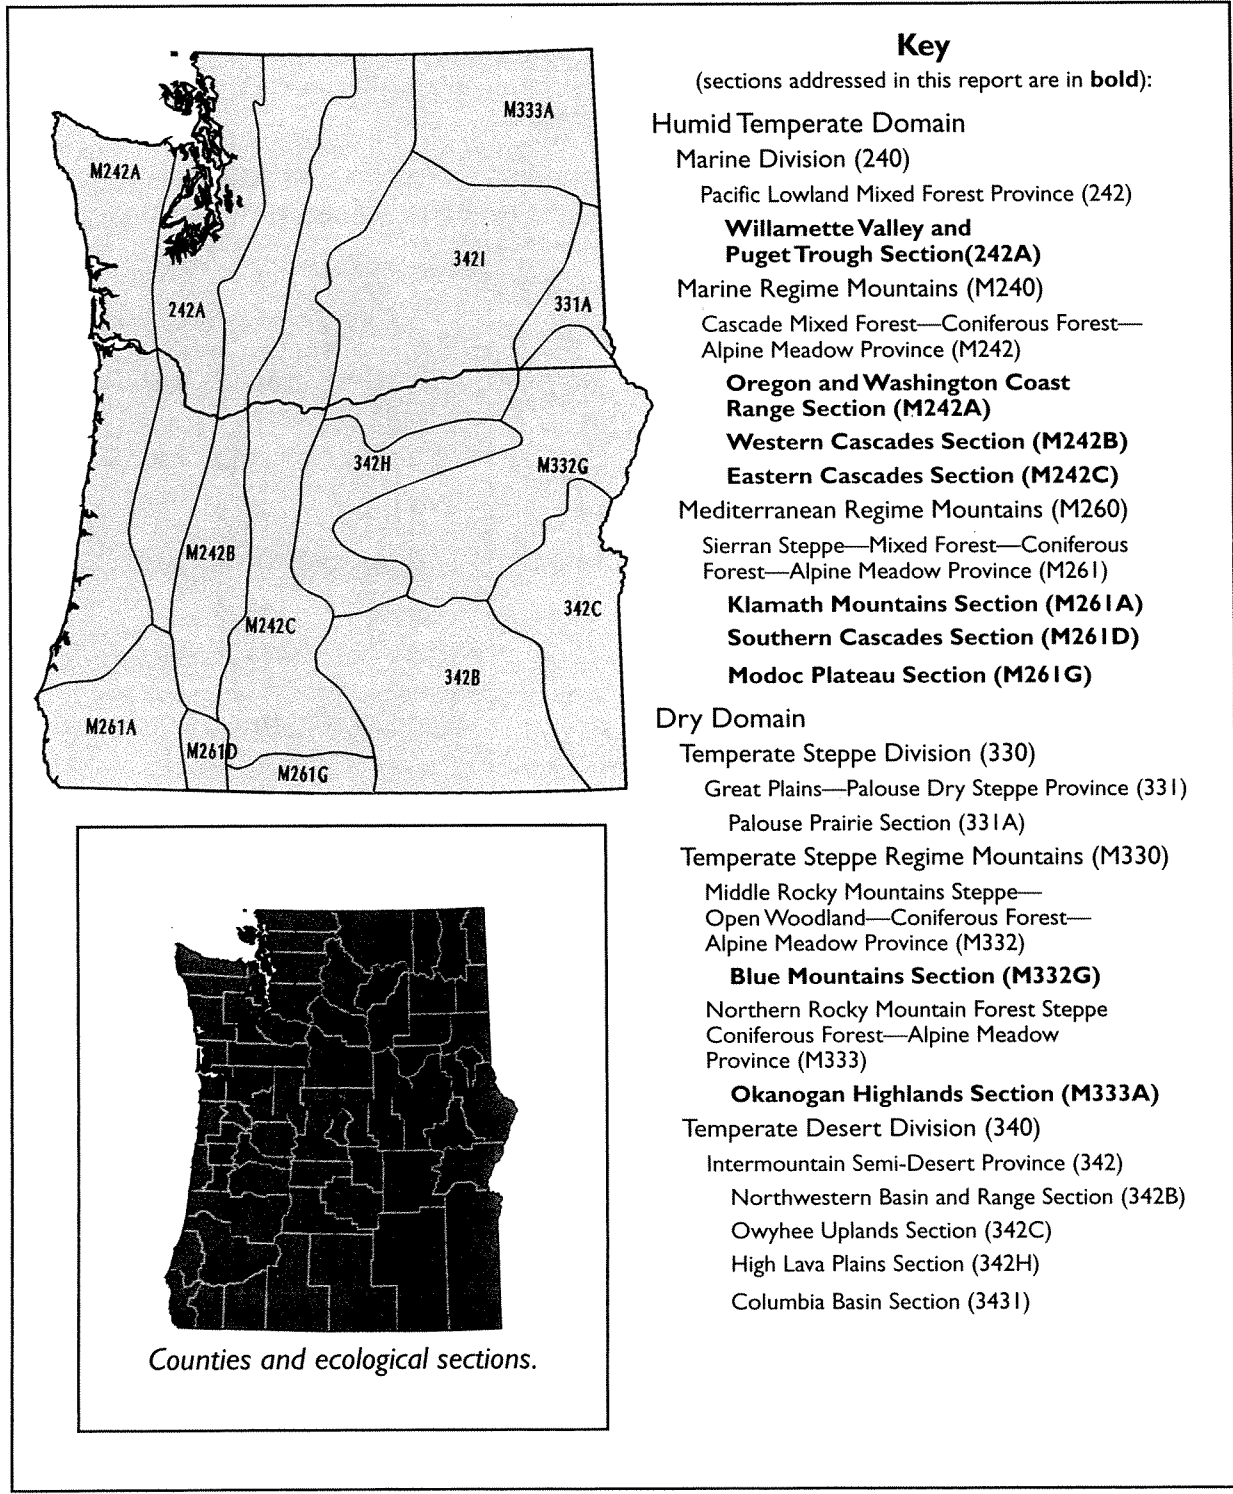 M333A
M242A
342I
331A
242A
342H
M332G
M242B
342C
M242C
342B
M261A
M261D
M261G
Counties and ecological sections.
Key
(sections addressed in this report are in bold):
Humid Temperate Domain
Marine Division (240)
Pacific Lowland Mixed Forest Province (242)
Willamette Valley and
Puget Trough Section(242A)
Marine Regime Mountains (M240)
Cascade Mixed Forest—Coniferous Forest—
Alpine Meadow Province (M242)
Oregon and Washington Coast
Range Section (M242A)
Western Cascades Section (M242B)
Eastern Cascades Section (M242C)
Mediterranean Regime Mountains (M260)
Sierran Steppe—Mixed Forest—Coniferous
Forest—Alpine Meadow Province (M261)
Klamath Mountains Section (M261A)
Southern Cascades Section (M261D)
Modoc Plateau Section (M261G)
Dry Domain
Temperate Steppe Division (330)
Great Plains—Palouse Dry Steppe Province (331)
Palouse Prairie Section (331A)
Temperate Steppe Regime Mountains (M330)
Middle Rocky Mountains Steppe—
Open Woodland—Coniferous Forest—
Alpine Meadow Province (M332)
Blue Mountains Section (M332G)
Northern Rocky Mountain Forest Steppe
Coniferous Forest—Alpine Meadow
Province (M333)
Okanogan Highlands Section (M333A)
Temperate Desert Division (340)
Intermountain Semi-Desert Province (342)
Northwestern Basin and Range Section (342B)
Owyhee Uplands Section (342C)
High Lava Plains Section (342H)
Columbia Basin Section (343I)